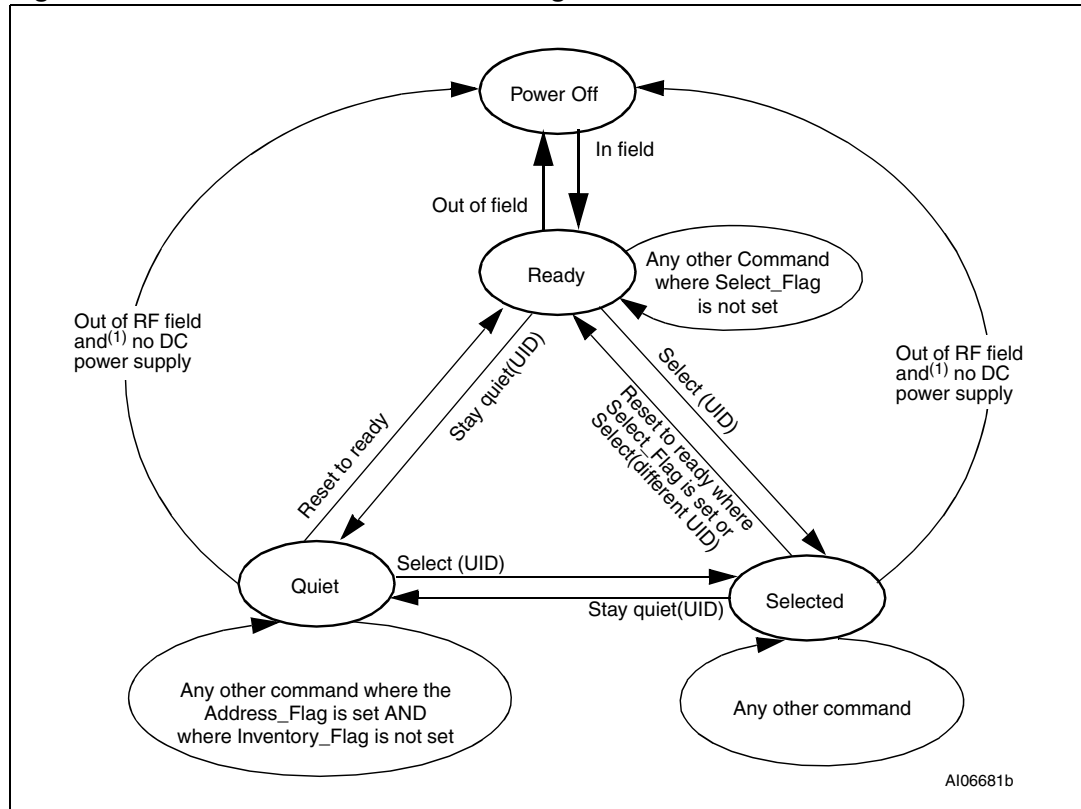 Power Off
In field
Out of field
Ready
Any other Command
where Select_Flag
is not set
Out of RF field
and(1) no DC
power supply
Out of RF field
and(1) no DC
power supply
Reset to ready
Stay quiet(UID)
Select (UID)
Reset to ready where
Select_Flag is set or
Select(different UID)
Quiet
Select (UID)
Stay quiet(UID)
Selected
Any other command where the
Address_Flag is set AND
where Inventory_Flag is not set
Any other command
AI06681b